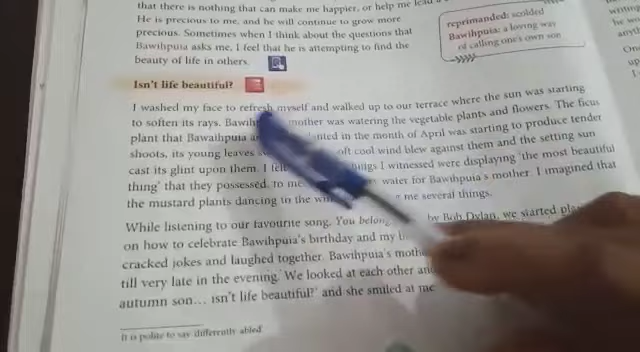 that there is nothing that can make me happier, or help me lead a
He is precious to me, and he will continue to grow more
precious. Sometimes when I think about the questions that
Bawihpuia asks me, I feel that he is attempting to find the
beauty of life in others.
reprimanded: scolded
Bawihpuia: a loving way
of calling one's own son
Isn't life beautiful?
I washed my face to refresh myself and walked up to our terrace where the sun was starting
to soften its rays. mother was watering the vegetable plants and flowers. The ficus
plant that Bawaihpuia in the month of April was starting to produce tender
shoots, its young leaves cool wind blew against them and the setting sun
cast its glint upon them. I I witnessed were displaying 'the most beautiful
thing' that they possessed, to me water for Bawihpuia's mother. I imagined that
the mustard plants dancing to the me several things.
While listening to our favourite song, You by Bob Dylan, we started
on how to celebrate Bawihpuia's birthday and my
cracked jokes and laughed together. Bawihpuia's
till very late in the evening. 'We looked at each other
autumn son... isn't life beautiful?' and she smiled at me
It is polite to say differently abled